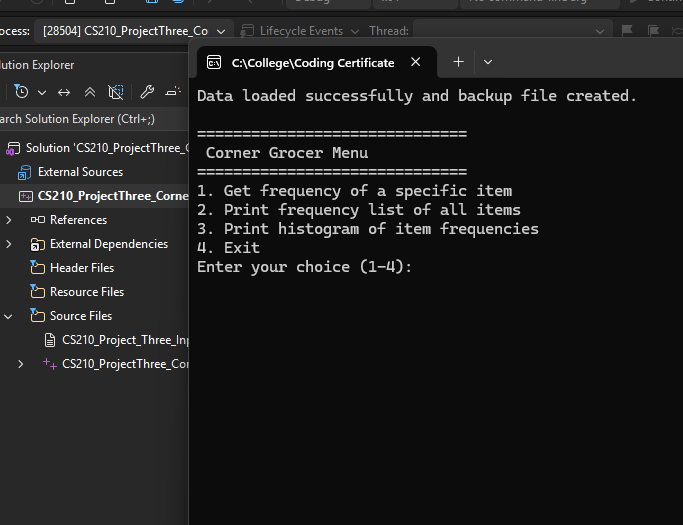 ocess: [28504] CS210_ProjectThree_Co Lifecycle Events Thread:
lution Explorer
arch Solution Explorer (Ctrl+;)
Solution 'CS210_ProjectThree_C
External Sources
CS210_ProjectThree_Corne
References
External Dependencies
Header Files
Resource Files
Source Files
CS210_Project_Three_Inp
CS210_ProjectThree_Cor
C:\College\Coding Certificate
Data loaded successfully and backup file created.
==============================
Corner Grocer Menu
==============================
1. Get frequency of a specific item
2. Print frequency list of all items
3. Print histogram of item frequencies
4. Exit
Enter your choice (1-4):